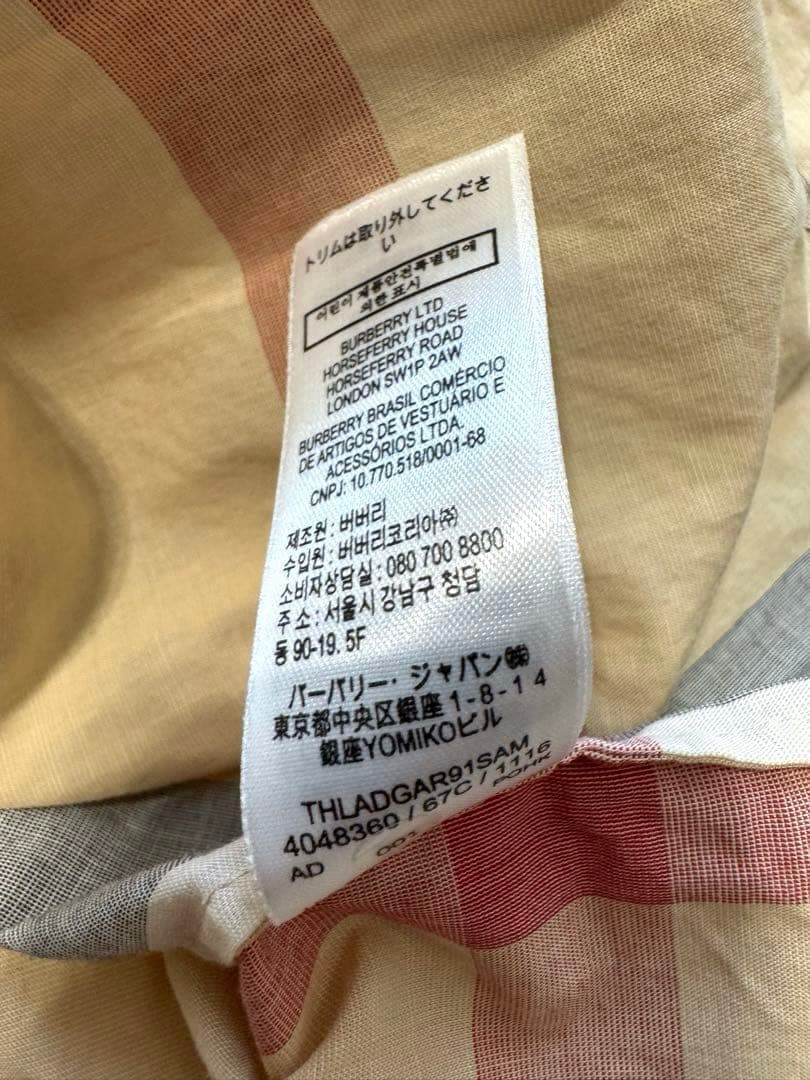 トリムは取り外してくださ
い
어린이 제품안전특별법에
의한 표시
BURBERRY LTD
HORSEFERRY HOUSE
HORSEFERRY ROAD
LONDON SW1P 2AW
BURBERRY BRASIL COMÉRCIO
DE ARTIGOS DE VESTUÁRIO E
ACESSÓRIOS LTDA.
CNPJ: 10.770.518/0001-68
제조원 : 버버리
수입원 : 버버리코리아㈜
소비자상담실 : 080 700 8800
주 소 : 서울시 강남구 청담
동 90-19. 5F
バーバリー・ジャパン㈱
東京都中央区銀座1-8-14
銀座YOMIKOビル
THLADGAR91SAM
4048360 / 67C / 1116
AD